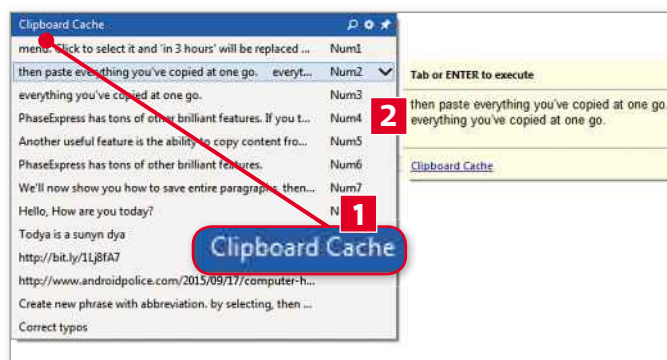 Clipboard Cache
menu. Click to select it and 'in 3 hours' will be replaced ... Num1
then paste everything you've copied at one go. everyt... Num2
everything you've copied at one go. Num3
PhaseExpress has tons of other brilliant features. If you t... Num4
Another useful feature is the ability to copy content fro... Num5
PhaseExpress has tons of other brilliant features. Num6
We'll now show you how to save entire paragraphs, then... Num7
Hello, How are you today? N
Todya is a sunyn dya
http://bit.ly/1Lj8fA7
http://www.androidpolice.com/2015/09/17/computer-h...
Create new phrase with abbreviation. by selecting, then ...
Correct typos
1
Clipboard Cache
2
Tab or ENTER to execute
then paste everything you've copied at one go.
everything you've copied at one go.
Clipboard Cache